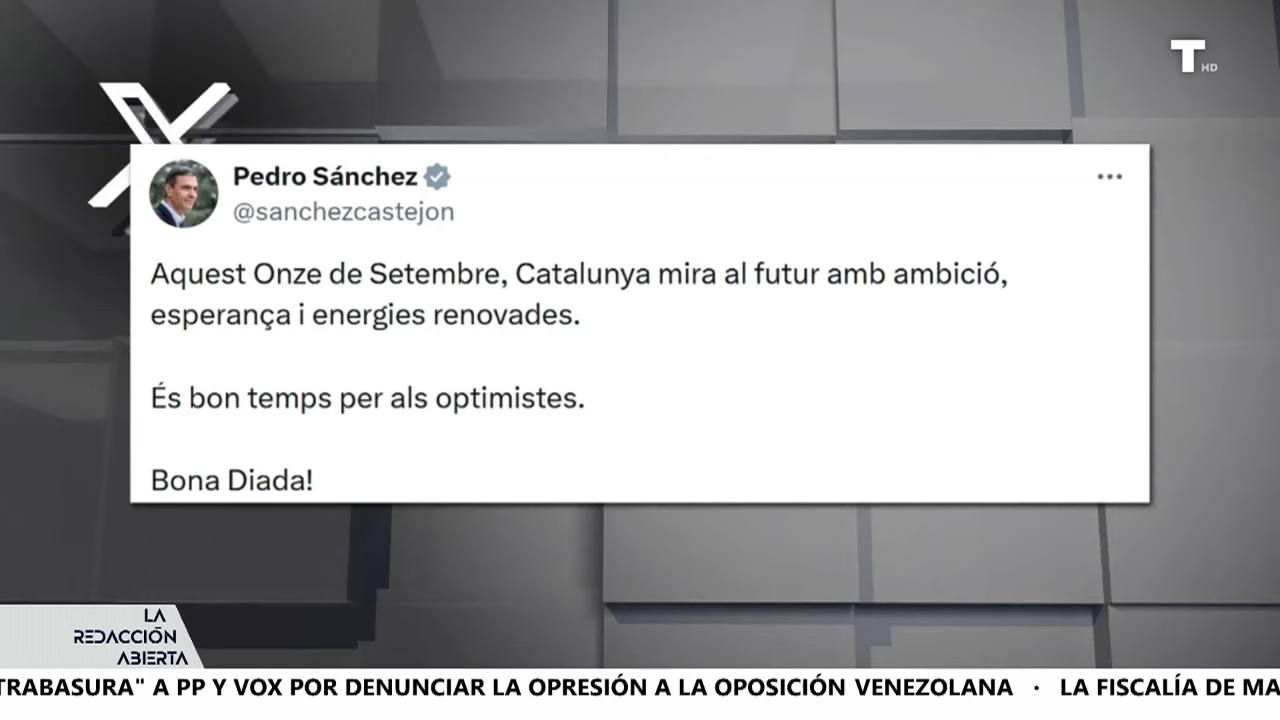 T HD
Pedro Sánchez
@sanchezcastejon
Aquest Onze de Setembre, Catalunya mira al futur amb ambició,
esperança i energies renovades.
És bon temps per als optimistes.
Bona Diada!
LA
REDACCIÓN
ABIERTA
TRABASURA" A PP Y VOX POR DENUNCIAR LA OPRESIÓN A LA OPOSICIÓN VENEZOLANA · LA FISCALÍA DE MA